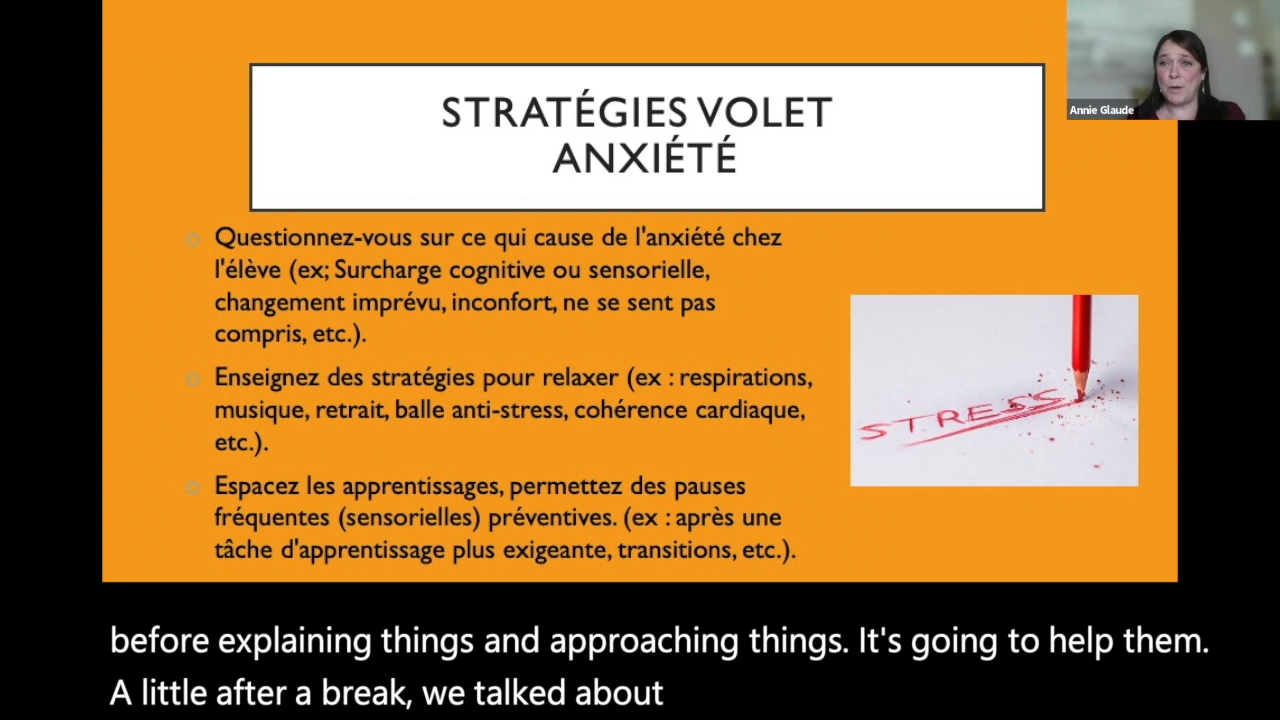 STRATÉGIES VOLET
ANXIÉTÉ
Annie Glaude
Questionnez-vous sur ce qui cause de l'anxiété chez
l'élève (ex; Surcharge cognitive ou sensorielle,
changement imprévu, inconfort, ne se sent pas
compris, etc.).
Enseignez des stratégies pour relaxer (ex : respirations,
musique, retrait, balle anti-stress, cohérence cardiaque,
etc.).
Espacez les apprentissages, permettez des pauses
fréquentes (sensorielles) préventives. (ex : après une
tâche d'apprentissage plus exigeante, transitions, etc.).
STRESS
before explaining things and approaching things. It's going to help them.
A little after a break, we talked about